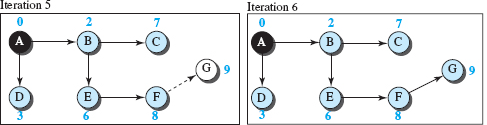 Iteration 5
0 2 7
A B C
G 9
D E F
3 6 8
Iteration 6
0 2 7
A B C
G 9
D E F
3 6 8